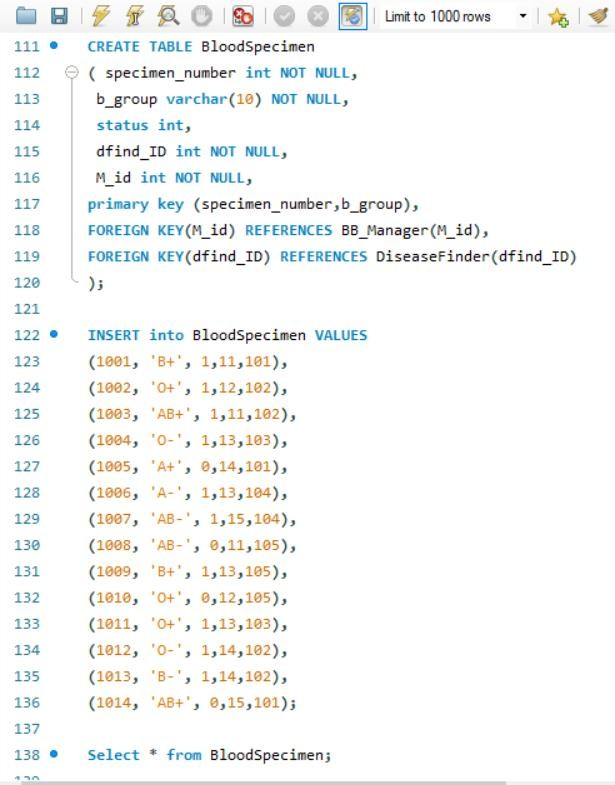 Limit to 1000 rows
111 CREATE TABLE BloodSpecimen
112 ( specimen_number int NOT NULL,
113 b_group varchar(10) NOT NULL,
114 status int,
115 dfind_ID int NOT NULL,
116 M_id int NOT NULL,
117 primary key (specimen_number,b_group),
118 FOREIGN KEY(M_id) REFERENCES BB_Manager(M_id),
119 FOREIGN KEY(dfind_ID) REFERENCES DiseaseFinder(dfind_ID)
120 );
121
122 INSERT into BloodSpecimen VALUES
123 (1001, 'B+', 1,11,101),
124 (1002, 'O+', 1,12,102),
125 (1003, 'AB+', 1,11,102),
126 (1004, 'O-', 1,13,103),
127 (1005, 'A+', 0,14,101),
128 (1006, 'A-', 1,13,104),
129 (1007, 'AB-', 1,15,104),
130 (1008, 'AB-', 0,11,105),
131 (1009, 'B+', 1,13,105),
132 (1010, 'O+', 0,12,105),
133 (1011, 'O+', 1,13,103),
134 (1012, 'O-', 1,14,102),
135 (1013, 'B-', 1,14,102),
136 (1014, 'AB+', 0,15,101);
137
138 Select * from BloodSpecimen;